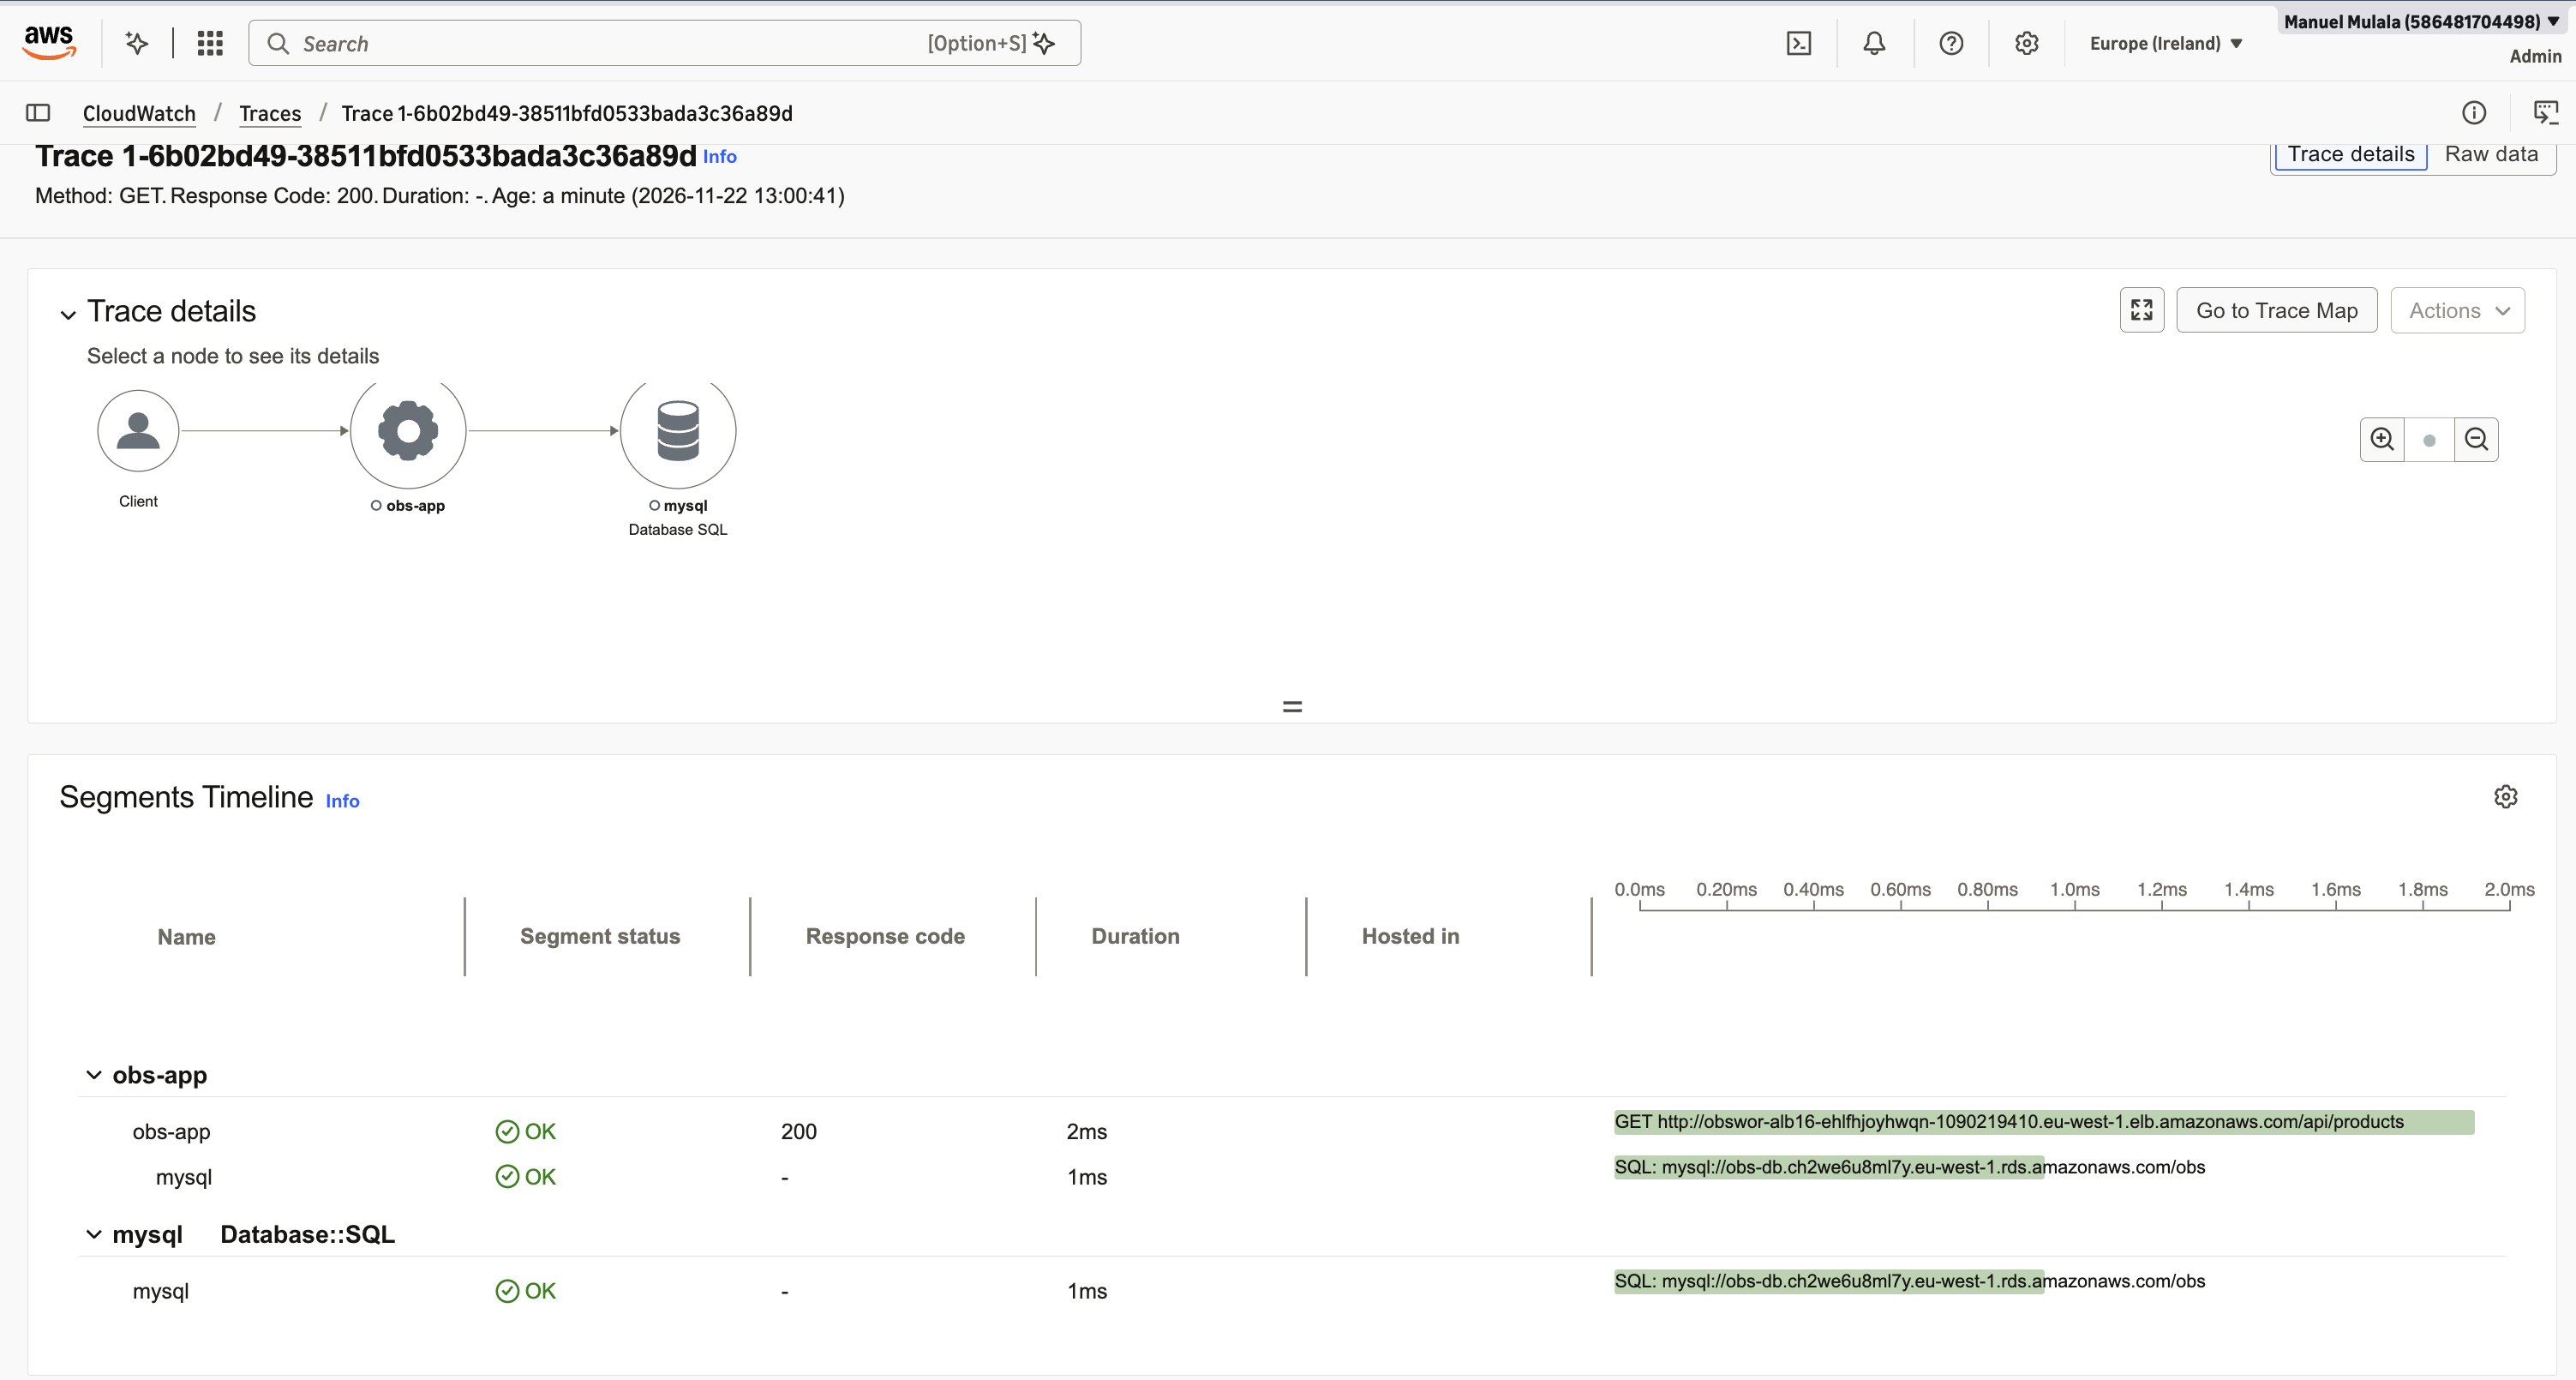 aws
Search [Option+S]
Europe (Ireland)
Manuel Mulala (586481704498)
Admin
CloudWatch / Traces / Trace 1-6b02bd49-38511bfd0533bada3c36a89d
Trace 1-6b02bd49-38511bfd0533bada3c36a89d Info
Trace details Raw data
Method: GET. Response Code: 200. Duration: -. Age: a minute (2026-11-22 13:00:41)
Trace details
Go to Trace Map
Actions
Select a node to see its details
Client
obs-app
mysql
Database SQL
Segments Timeline Info
0.0ms 0.20ms 0.40ms 0.60ms 0.80ms 1.0ms 1.2ms 1.4ms 1.6ms 1.8ms 2.0ms
Name Segment status Response code Duration Hosted in
obs-app
obs-app OK 200 2ms GET http://obswor-alb16-ehlfhjoyhwqn-1090219410.eu-west-1.elb.amazonaws.com/api/products
mysql OK - 1ms SQL: mysql://obs-db.ch2we6u8ml7y.eu-west-1.rds.amazonaws.com/obs
mysql Database::SQL
mysql OK - 1ms SQL: mysql://obs-db.ch2we6u8ml7y.eu-west-1.rds.amazonaws.com/obs